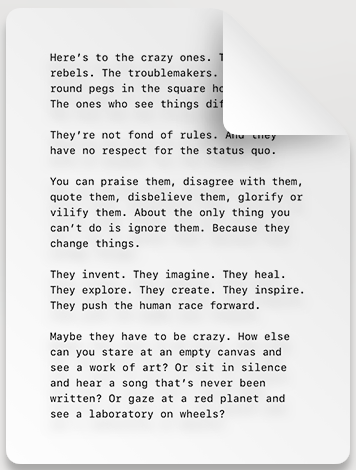 Here’s to the crazy ones.
rebels. The troublemakers.
round pegs in the square
The ones who see things
They’re not fond of rules. And they
have no respect for the status quo.
You can praise them, disagree with them,
quote them, disbelieve them, glorify or
vilify them. About the only thing you
can’t do is ignore them. Because they
change things.
They invent. They imagine. They heal.
They explore. They create. They inspire.
They push the human race forward.
Maybe they have to be crazy. How else
can you stare at an empty canvas and
see a work of art? Or sit in silence
and hear a song that’s never been
written? Or gaze at a red planet and
see a laboratory on wheels?